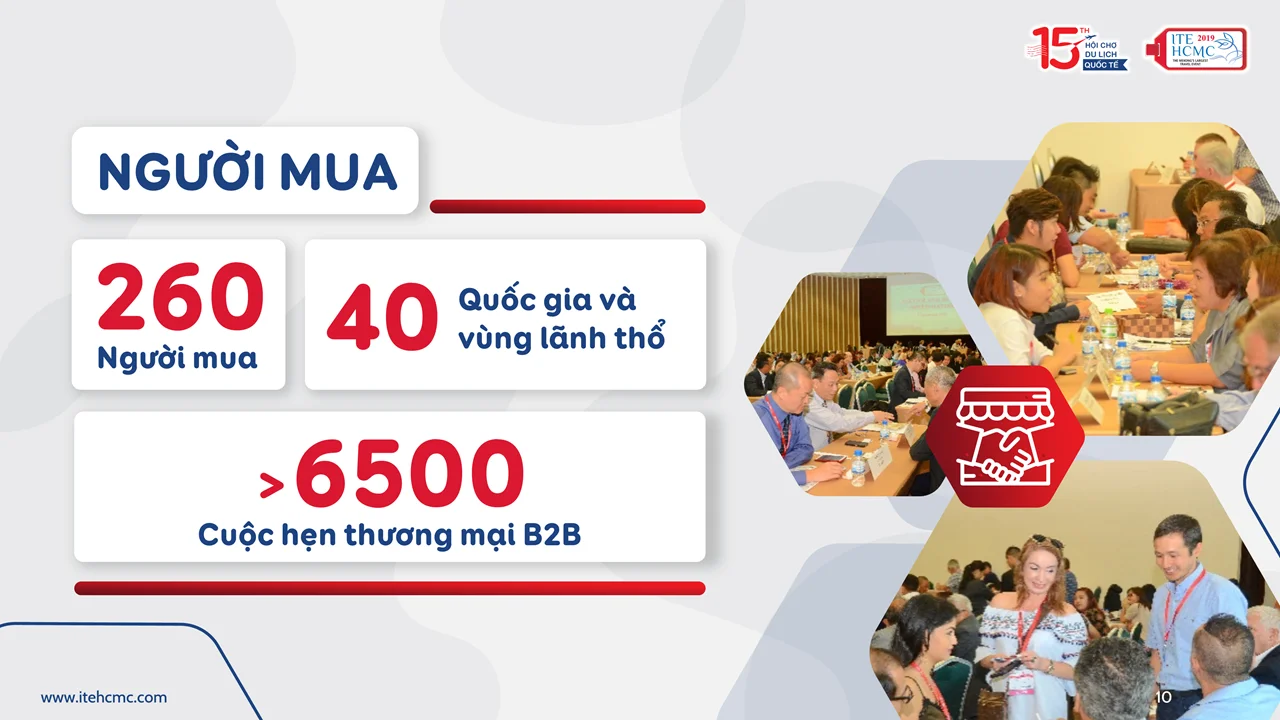 15TH
HỘI CHỢ
DU LỊCH
QUỐC TẾ
ITE 2019
HCMC
THE MEKONG'S LARGEST
TRAVEL EVENT
NGƯỜI MUA
260
Người mua
40
Quốc gia và
vùng lãnh thổ
>6500
Cuộc hẹn thương mại B2B
www.itehcmc.com
10